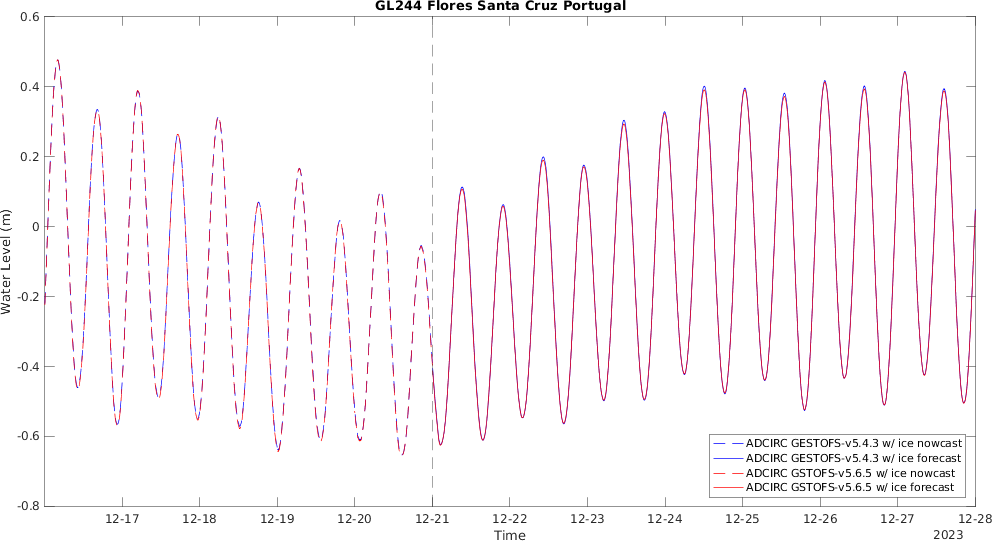 GL244 Flores Santa Cruz Portugal
0.6
0.4
0.2
0
-0.2
-0.4
-0.6
-0.8
Water Level (m)
ADCIRC GESTOFS-v5.4.3 w/ ice nowcast
ADCIRC GESTOFS-v5.4.3 w/ ice forecast
ADCIRC GSTOFS-v5.6.5 w/ ice nowcast
ADCIRC GSTOFS-v5.6.5 w/ ice forecast
12-17 12-18 12-19 12-20 12-21 12-22 12-23 12-24 12-25 12-26 12-27 12-28
Time
2023